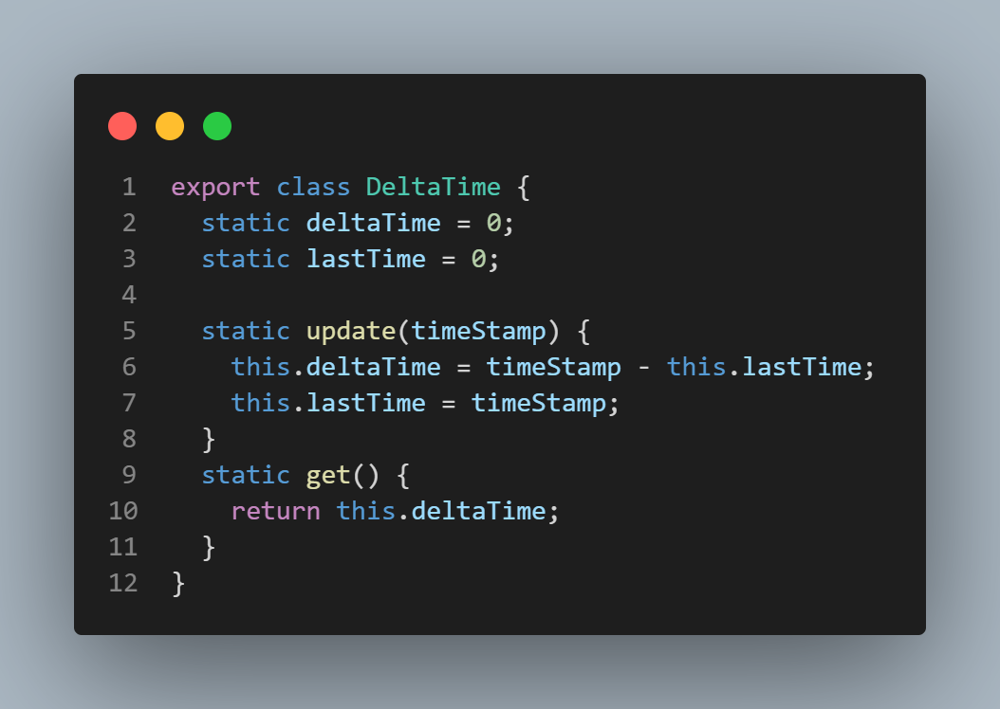 1 export class DeltaTime {
2   static deltaTime = 0;
3   static lastTime = 0;
4
5   static update(timeStamp) {
6     this.deltaTime = timeStamp - this.lastTime;
7     this.lastTime = timeStamp;
8   }
9   static get() {
10     return this.deltaTime;
11   }
12 }